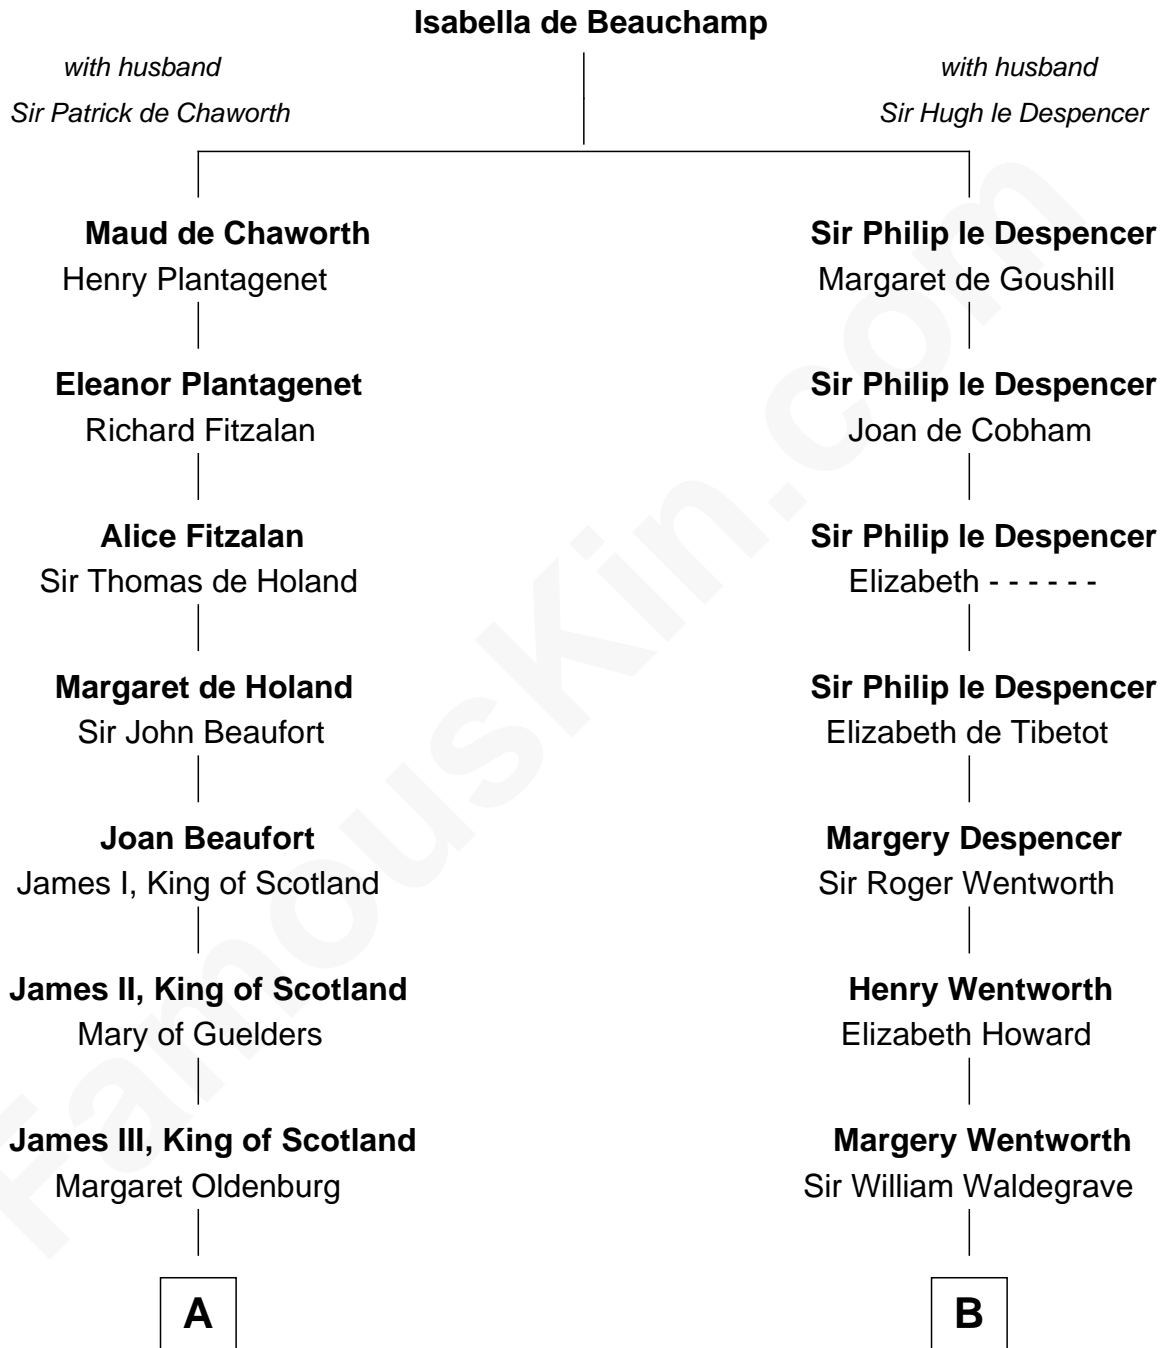 Isabella de Beauchamp
with husband
Sir Patrick de Chaworth
with husband
Sir Hugh le Despencer
Maud de Chaworth
Henry Plantagenet
Sir Philip le Despencer
Margaret de Goushill
Eleanor Plantagenet
Richard Fitzalan
Sir Philip le Despencer
Joan de Cobham
Alice Fitzalan
Sir Thomas de Holand
Sir Philip le Despencer
Elizabeth - - - - - -
Margaret de Holand
Sir John Beaufort
Sir Philip le Despencer
Elizabeth de Tibetot
Joan Beaufort
James I, King of Scotland
Margery Despencer
Sir Roger Wentworth
James II, King of Scotland
Mary of Guelders
Henry Wentworth
Elizabeth Howard
James III, King of Scotland
Margaret Oldenburg
Margery Wentworth
Sir William Waldegrave
A
B
FamousKin.com